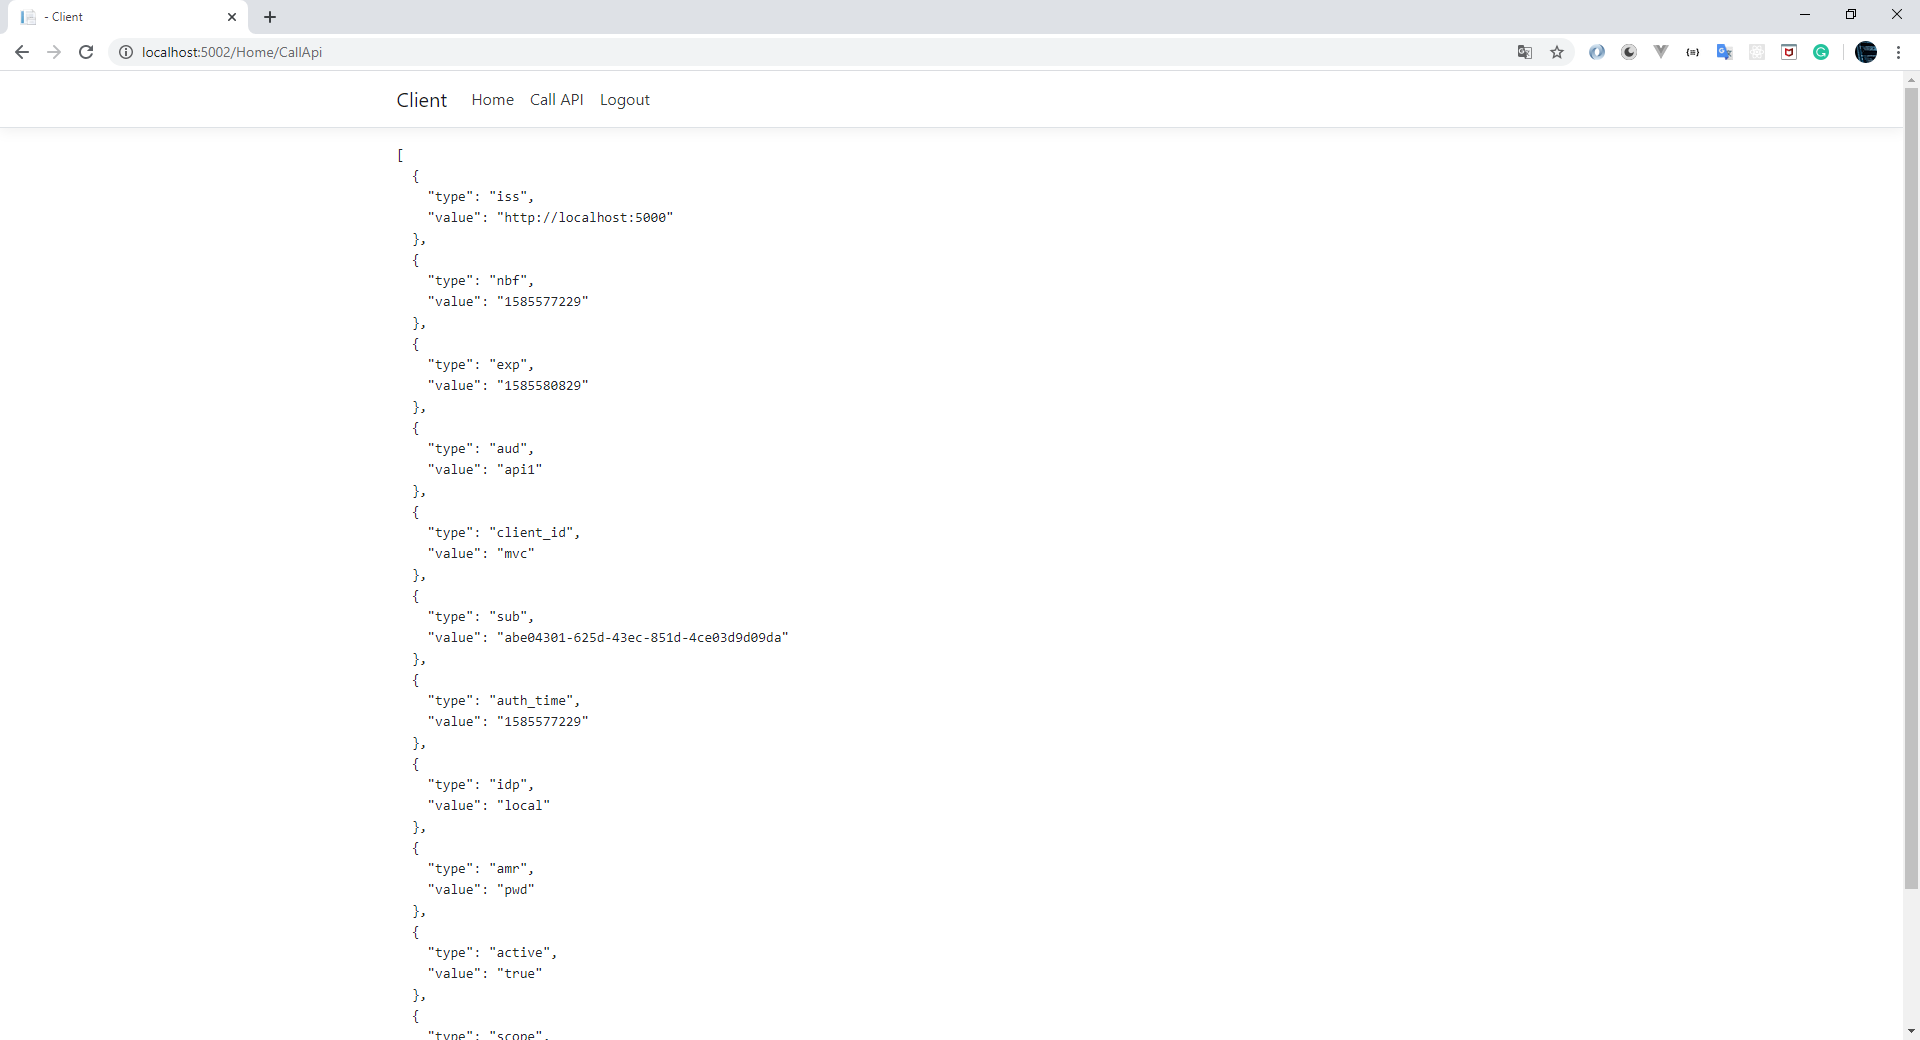 - Client
localhost:5002/Home/CallApi
Client Home Call API Logout
[
{
"type": "iss",
"value": "http://localhost:5000"
},
{
"type": "nbf",
"value": "1585577229"
},
{
"type": "exp",
"value": "1585580829"
},
{
"type": "aud",
"value": "api1"
},
{
"type": "client_id",
"value": "mvc"
},
{
"type": "sub",
"value": "abe04301-625d-43ec-851d-4ce03d9d09da"
},
{
"type": "auth_time",
"value": "1585577229"
},
{
"type": "idp",
"value": "local"
},
{
"type": "amr",
"value": "pwd"
},
{
"type": "active",
"value": "true"
},
{
"type": "scope",